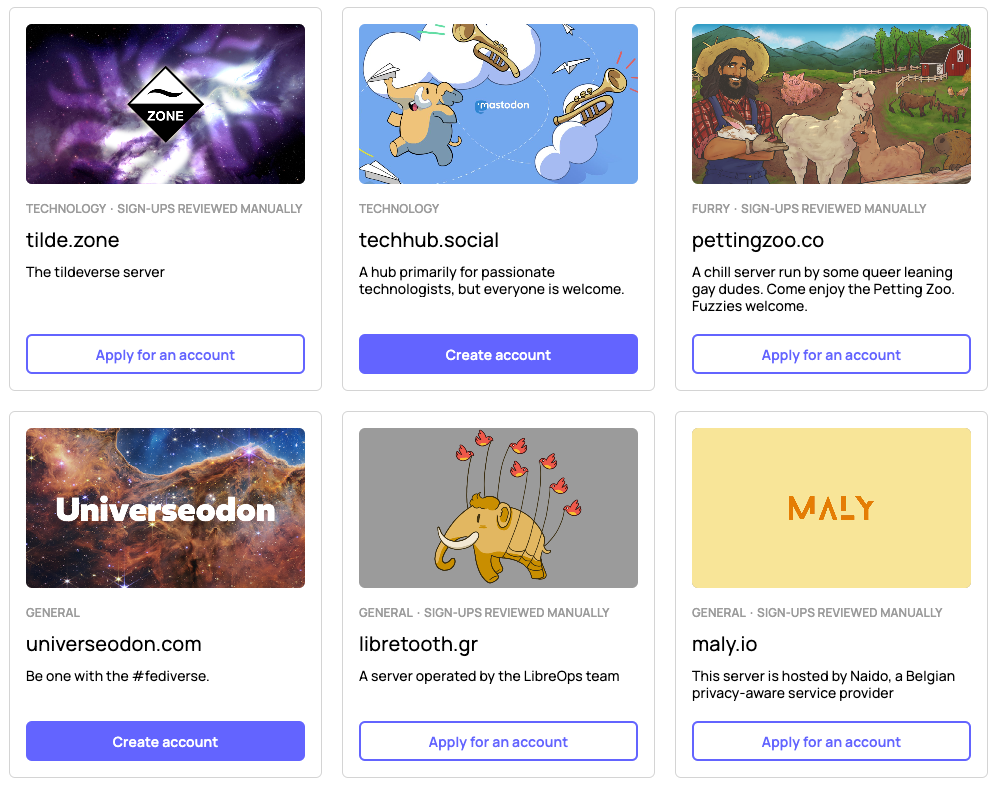 ZONE
TECHNOLOGY · SIGN-UPS REVIEWED MANUALLY
tilde.zone
The tildeverse server
Apply for an account
mastodon
TECHNOLOGY
techhub.social
A hub primarily for passionate
technologists, but everyone is welcome.
Create account
FURRY · SIGN-UPS REVIEWED MANUALLY
pettingzoo.co
A chill server run by some queer leaning
gay dudes. Come enjoy the Petting Zoo.
Fuzzies welcome.
Apply for an account
Universeodon
GENERAL
universeodon.com
Be one with the #fediverse.
Create account
GENERAL · SIGN-UPS REVIEWED MANUALLY
libretooth.gr
A server operated by the LibreOps team
Apply for an account
MALY
GENERAL · SIGN-UPS REVIEWED MANUALLY
maly.io
This server is hosted by Naido, a Belgian
privacy-aware service provider
Apply for an account